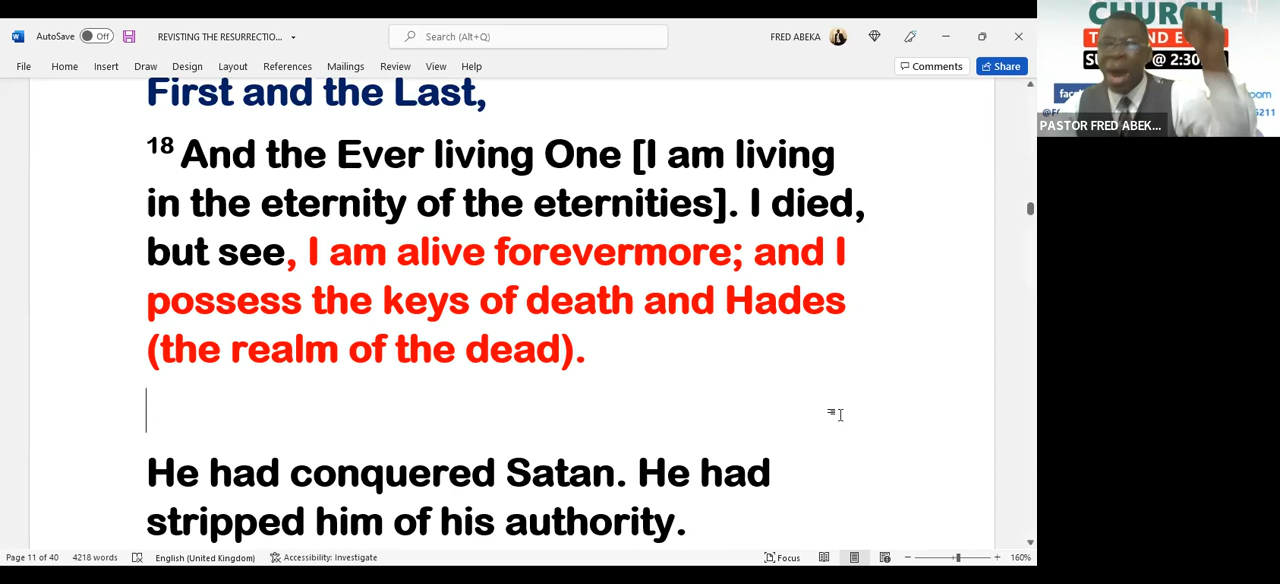 AutoSave Off REVISTING THE RESURRECTIO... Search (Alt+Q) FRED ABEKA
File Home Insert Draw Design Layout References Mailings Review View Help Comments Share
First and the Last,
18 And the Ever living One [I am living
in the eternity of the eternities]. I died,
but see, I am alive forevermore; and I
possess the keys of death and Hades
(the realm of the dead).
He had conquered Satan. He had
stripped him of his authority.
Page 11 of 40 4218 words English (United Kingdom) Accessibility: Investigate Focus 160%
CHURCH
@ 2:30
PASTOR FRED ABEK...